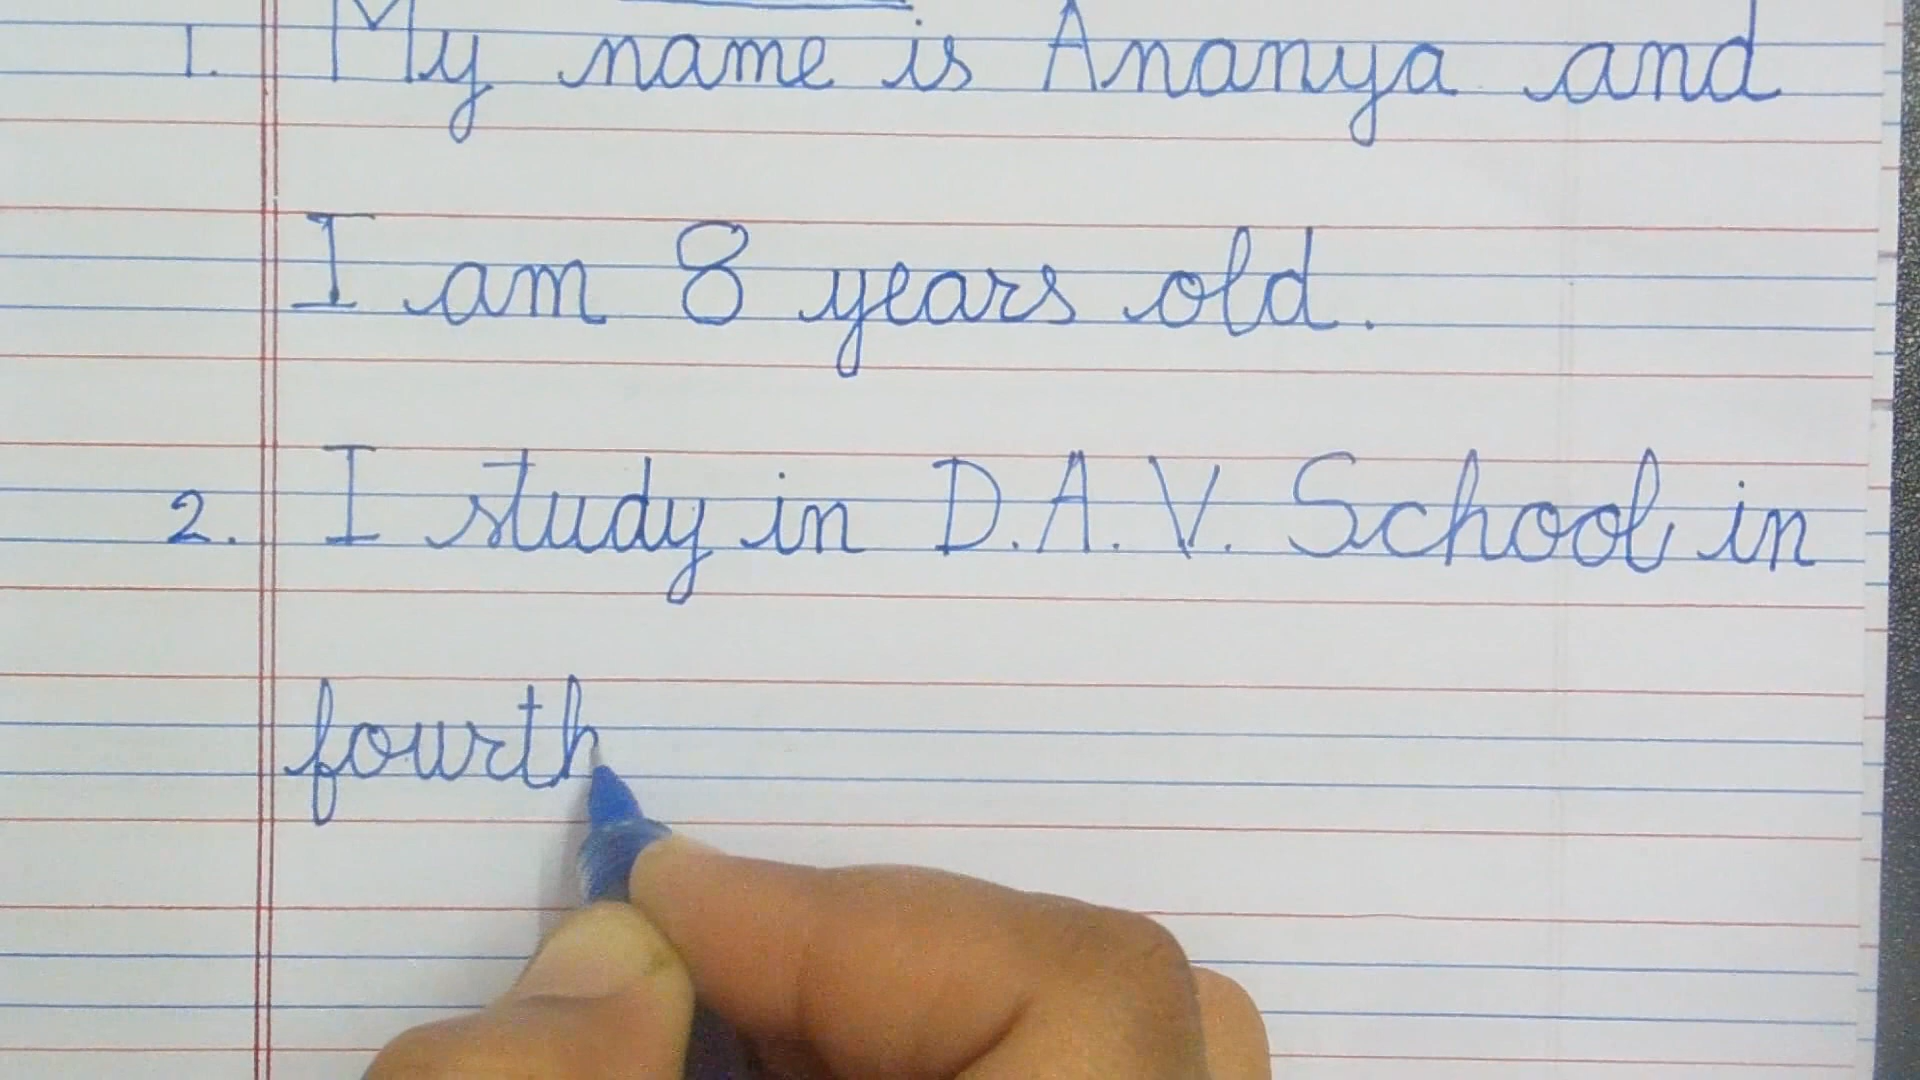 1. My name is Ananya and
I am 8 years old.
2. I study in D.A.V. School in
fourth